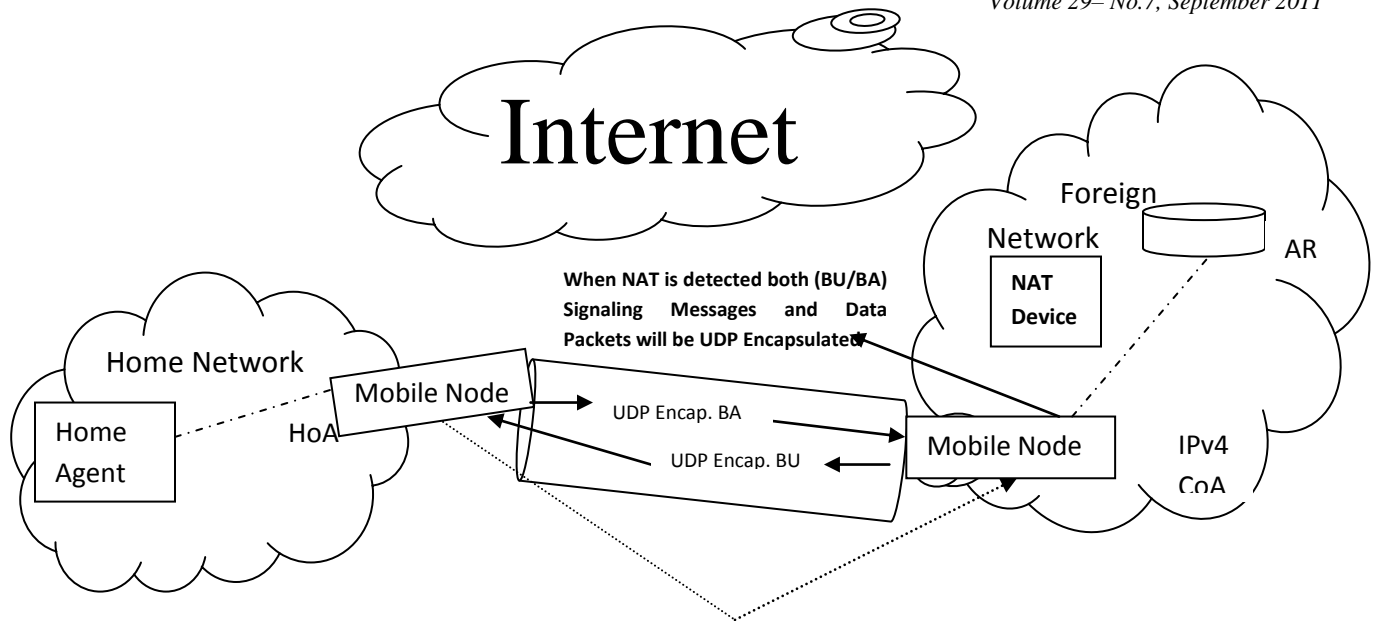 Volume 29– No.7, September 2011
Internet
Foreign
Network
AR
NAT
Device
When NAT is detected both (BU/BA)
Signaling Messages and Data
Packets will be UDP Encapsulated
Home Network
Mobile Node
HoA
Home
Agent
UDP Encap. BA
UDP Encap. BU
Mobile Node
IPv4
CoA